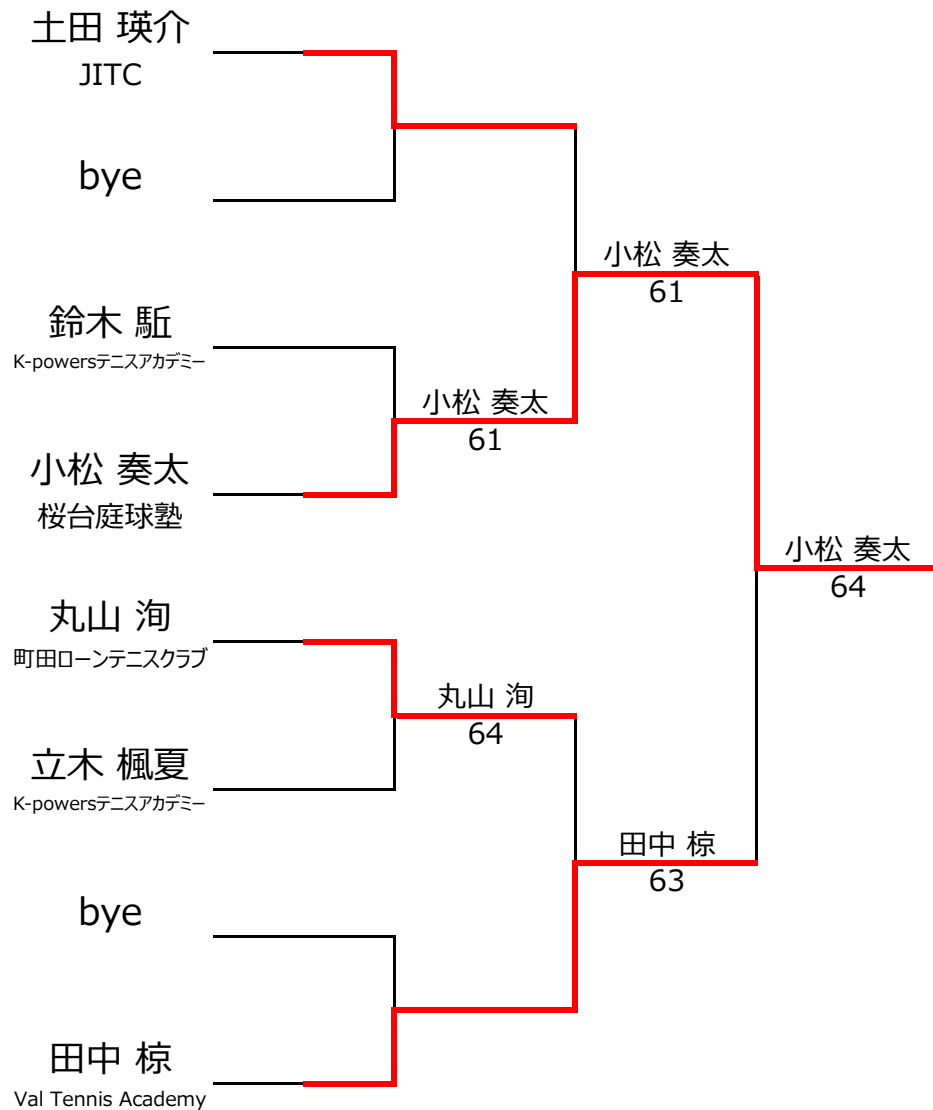 土田 瑛介
JITC
bye
鈴木 駈
K-powersテニスアカデミー
小松 奏太
桜台庭球塾
丸山 洵
町田ローンテニスクラブ
立木 楓夏
K-powersテニスアカデミー
bye
田中 椋
Val Tennis Academy
小松 奏太
61
丸山 洵
64
小松 奏太
61
田中 椋
63
小松 奏太
64